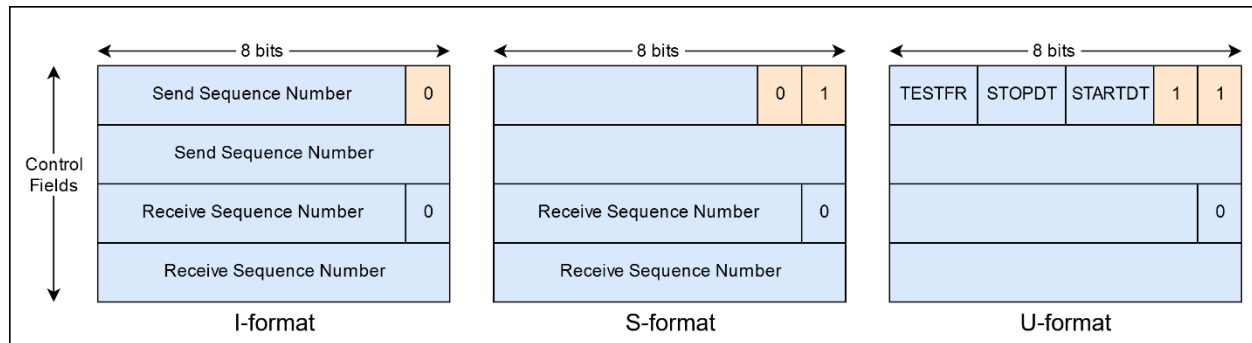 8 bits
8 bits
8 bits
Control
Fields
Send Sequence Number 0
Send Sequence Number
Receive Sequence Number 0
Receive Sequence Number
I-format
0 1
Receive Sequence Number 0
Receive Sequence Number
S-format
TESTFR STOPDT STARTDT 1 1
0
U-format